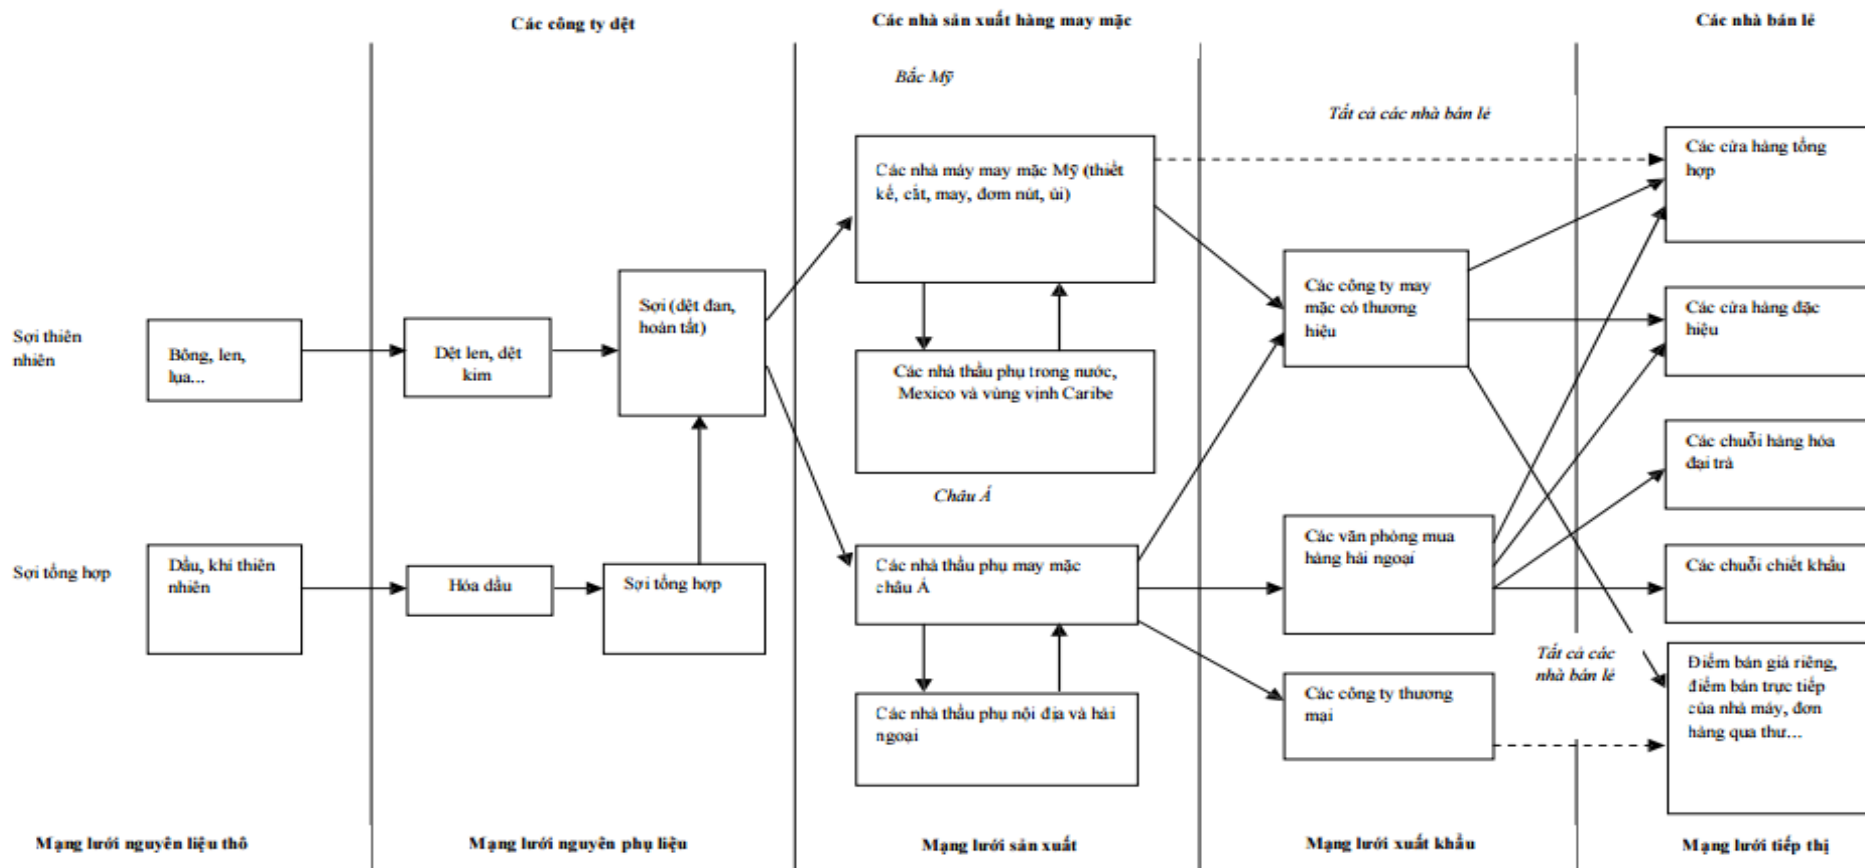 Các công ty dệt
Các nhà sản xuất hàng may mặc
Các nhà bán lẻ
Bắc Mỹ
Tất cả các nhà bán lẻ
Sợi thiên
nhiên
Bông, len,
lụa...
Dệt len, dệt
kim
Sợi (dệt đan,
hoàn tất)
Các nhà máy may mặc Mỹ (thiết
kế, cắt, may, đơm nút, ủi)
Các nhà thầu phụ trong nước,
Mexico và vùng vịnh Caribe
Các công ty may
mặc có thương
hiệu
Các cửa hàng tổng
hợp
Các cửa hàng đặc
hiệu
Các chuỗi hàng hóa
đại trà
Châu Á
Sợi tổng hợp
Dầu, khí thiên
nhiên
Hóa dầu
Sợi tổng hợp
Các nhà thầu phụ may mặc
châu Á
Các nhà thầu phụ nội địa và hải
ngoại
Các văn phòng mua
hàng hải ngoại
Các công ty thương
mại
Các chuỗi chiết khấu
Tất cả các
nhà bán lẻ
Điểm bán giá riêng,
điểm bán trực tiếp
của nhà máy, đơn
hàng qua thư...
Mạng lưới nguyên liệu thô
Mạng lưới nguyên phụ liệu
Mạng lưới sản xuất
Mạng lưới xuất khẩu
Mạng lưới tiếp thị